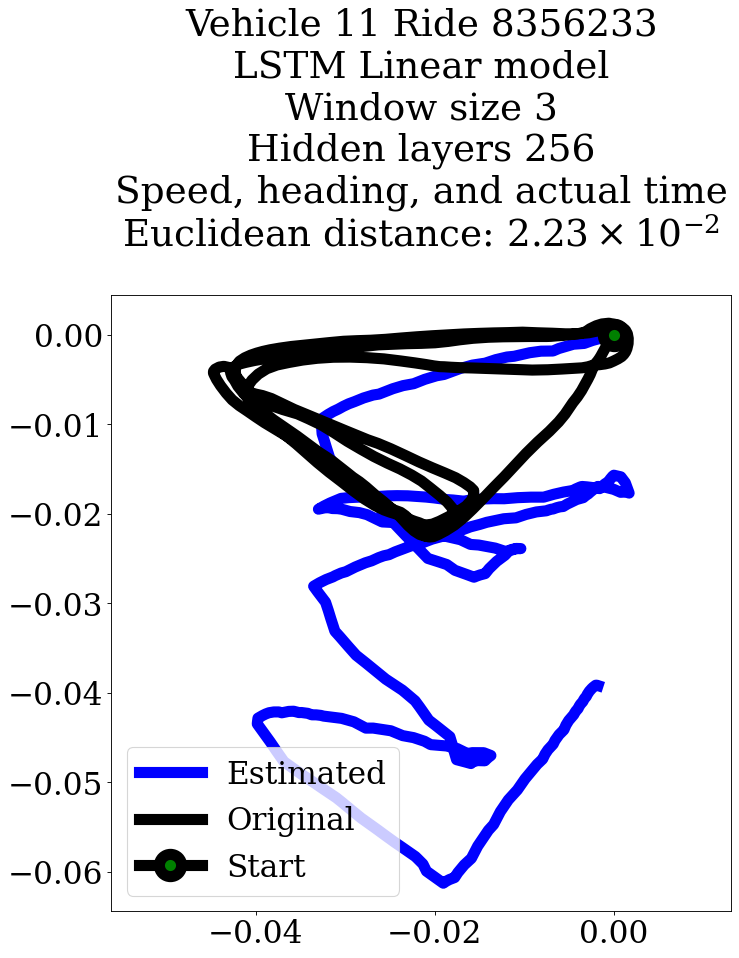 Vehicle 11 Ride 8356233
LSTM Linear model
Window size 3
Hidden layers 256
Speed, heading, and actual time
Euclidean distance: 2.23 × 10⁻²
0.00
−0.01
−0.02
−0.03
−0.04
−0.05
−0.06
Estimated
Original
Start
−0.04 −0.02 0.00